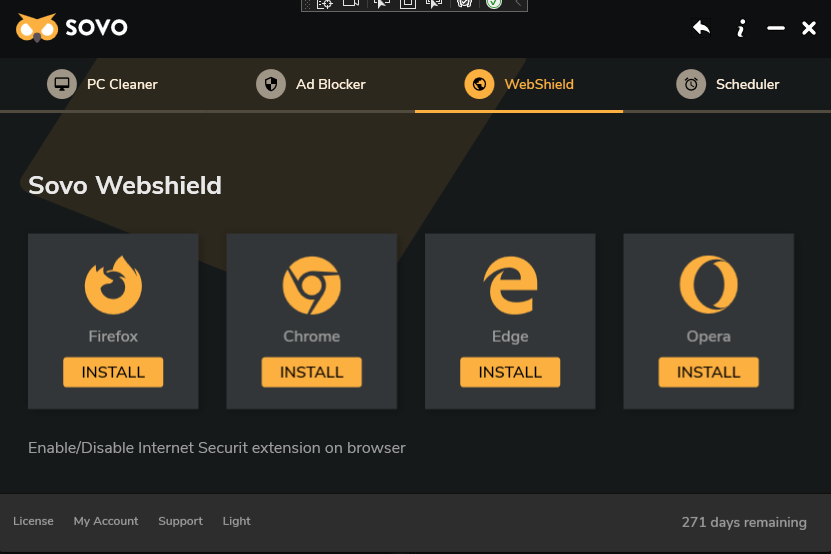 SOVO
PC Cleaner
Ad Blocker
WebShield
Scheduler
Sovo Webshield
Firefox
Chrome
Edge
Opera
INSTALL
INSTALL
INSTALL
INSTALL
Enable/Disable Internet Securit extension on browser
License
My Account
Support
Light
271 days remaining